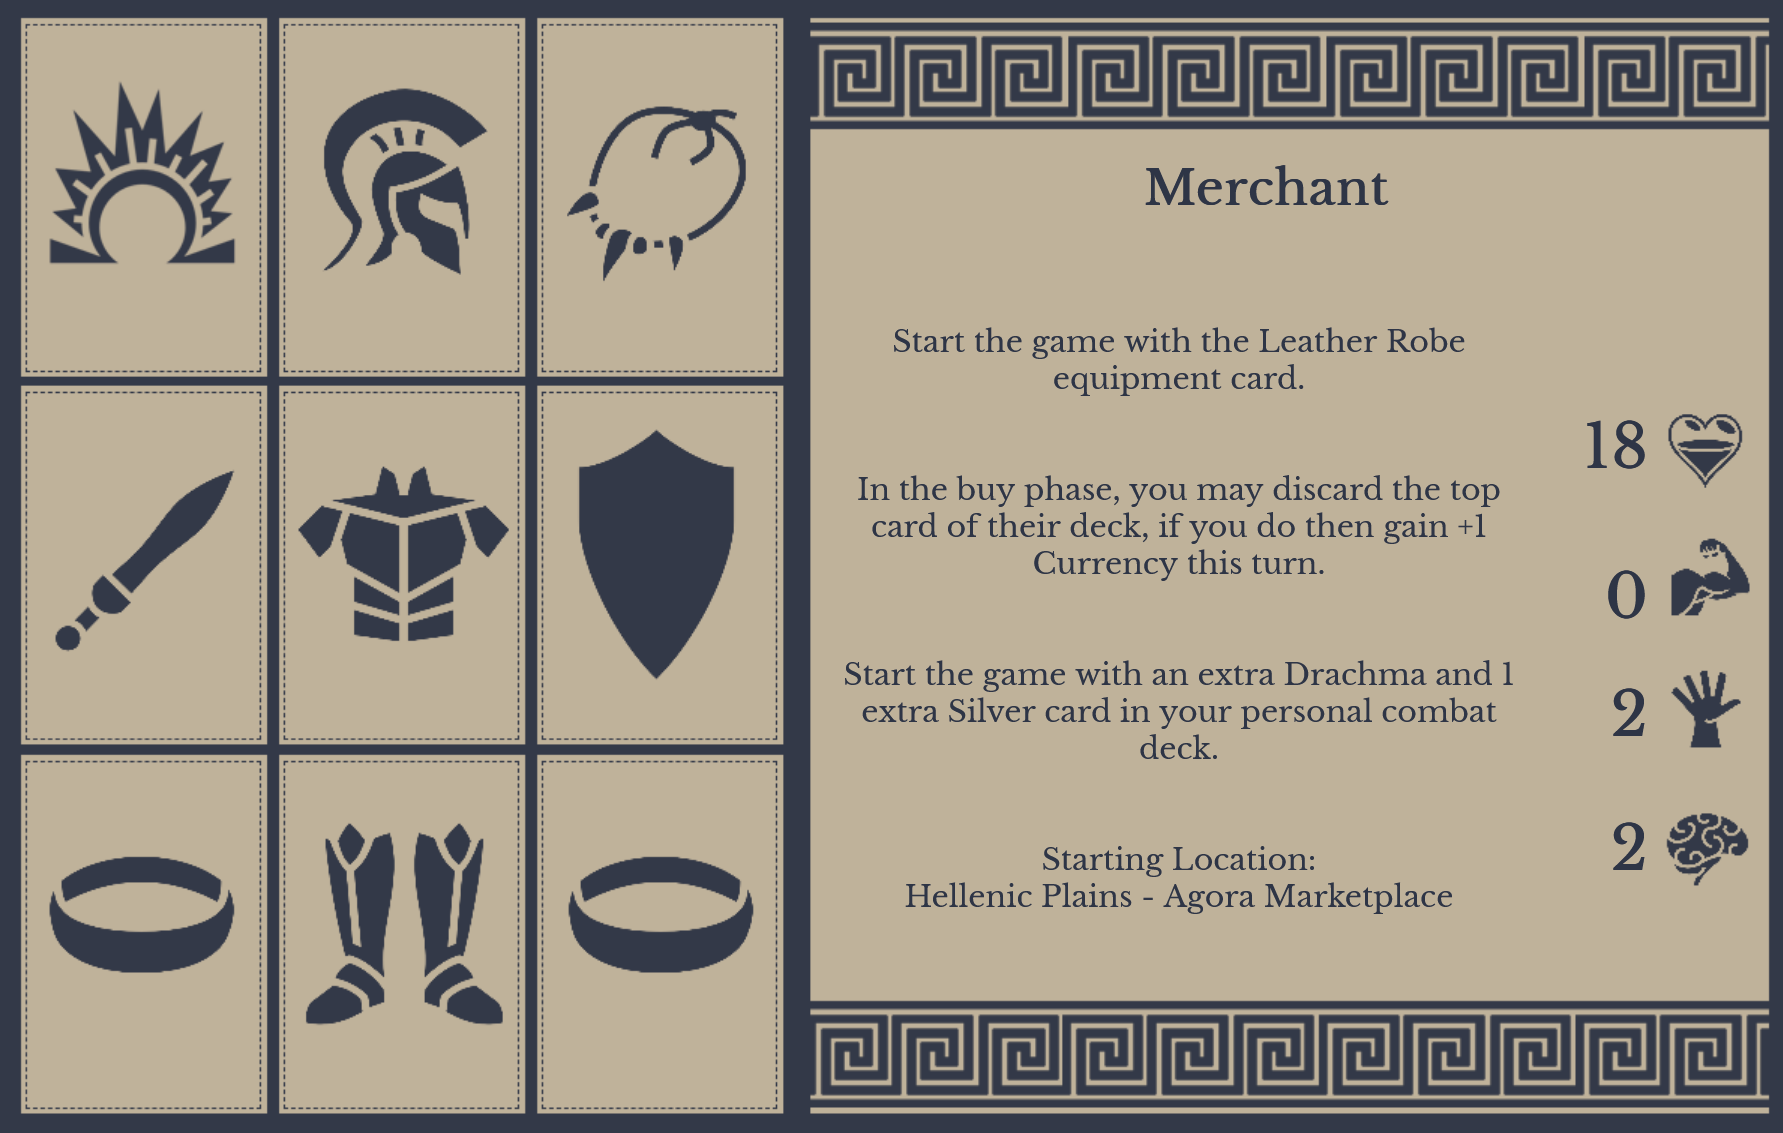 Merchant
Start the game with the Leather Robe
equipment card.
18
In the buy phase, you may discard the top
card of their deck, if you do then gain +1
Currency this turn.
0
Start the game with an extra Drachma and 1
extra Silver card in your personal combat
deck.
2
Starting Location:
Hellenic Plains - Agora Marketplace
2